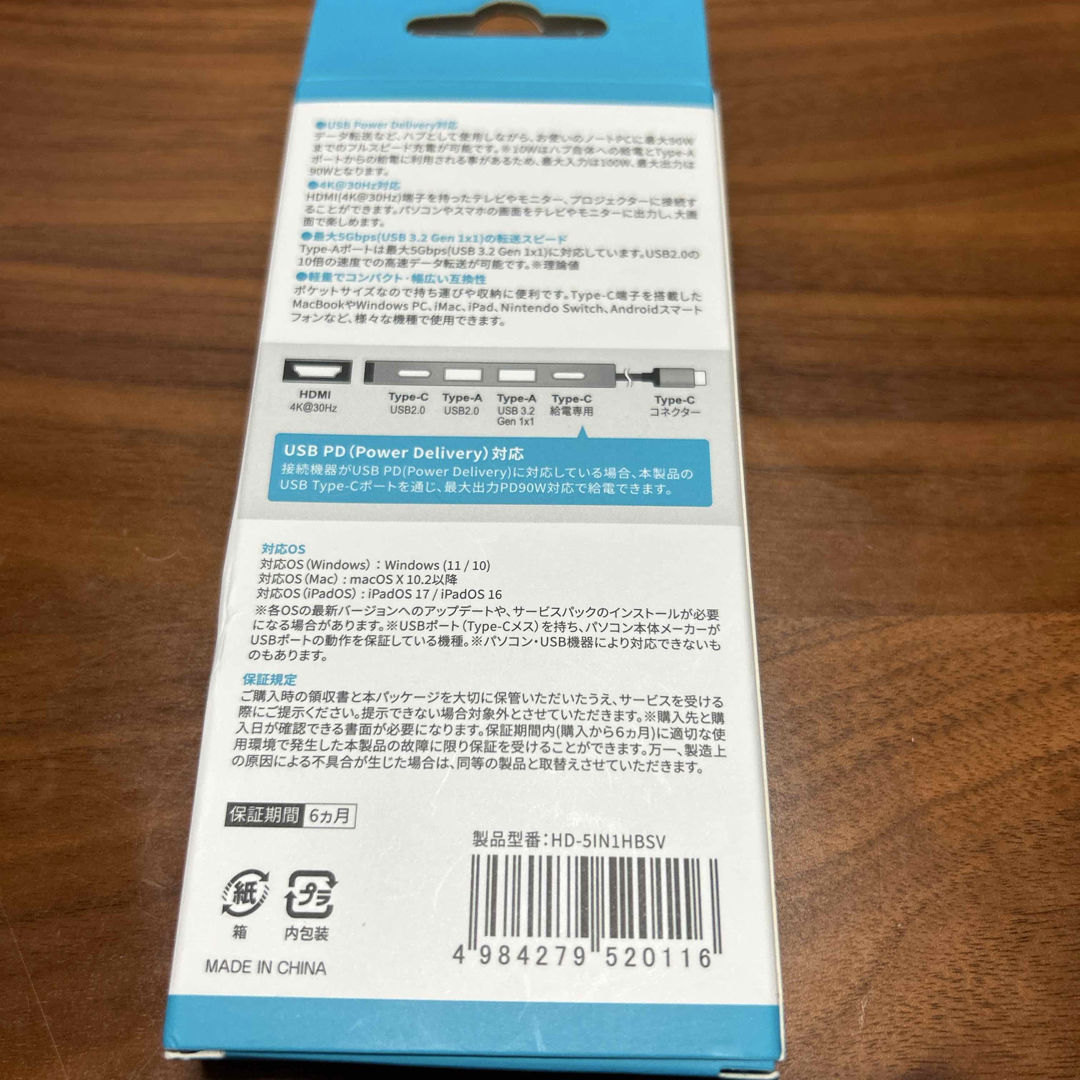 ●USB Power Delivery対応
データ転送など、ハブとして使用しながら、お使いのノートPCに最大90W
までのフルスピード充電が可能です。※10Wはハブ自体への給電とType-A
ポートからの給電に利用される事があるため、最大入力は100W、最大出力は
90Wとなります。
●4K@30Hz対応
HDMI(4K@30Hz)端子を持ったテレビやモニター、プロジェクターに接続す
ることができます。パソコンやスマホの画面をテレビやモニターに出力し、大画
面で楽しめます。
●最大5Gbps(USB 3.2 Gen 1x1)の転送スピード
Type-Aポートは最大5Gbps(USB 3.2 Gen 1x1)に対応しています。USB2.0の
10倍の速度での高速データ転送が可能です。※理論値
●軽量でコンパクト・幅広い互換性
ポケットサイズなので持ち運びや収納に便利です。Type-C端子を搭載した
MacBookやWindows PC、iMac、iPad、Nintendo Switch、Androidスマート
フォンなど、様々な機種で使用できます。
HDMI
4K@30Hz
Type-C
USB2.0
Type-A
USB2.0
Type-A
USB 3.2
Gen 1x1
Type-C
給電専用
Type-C
コネクター
USB PD(Power Delivery)対応
接続機器がUSB PD(Power Delivery)に対応している場合、本製品の
USB Type-Cポートを通じ、最大出力PD90W対応で給電できます。
対応OS
対応OS(Windows):Windows (11 / 10)
対応OS(Mac):macOS X 10.2以降
対応OS(iPadOS):iPadOS 17 / iPadOS 16
※各OSの最新バージョンへのアップデートや、サービスパックのインストールが必要
になる場合があります。※USBポート(Type-Cメス)を持ち、パソコン本体メーカーが
USBポートの動作を保証している機種。※パソコン・USB機器により対応できないも
のもあります。
保証規定
ご購入時の領収書と本パッケージを大切に保管いただいたうえ、サービスを受ける
際にご提示ください。提示できない場合対象外とさせていただきます。※購入先と購
入日が確認できる書面が必要になります。保証期間内(購入から6ヵ月)に適切な使
用環境で発生した本製品の故障に限り保証を受けることができます。万一、製造上
の原因による不具合が生じた場合は、同等の製品と取替えさせていただきます。
保証期間 6ヵ月
製品型番:HD-5IN1HBSV
紙
箱
プラ
内包装
4 984279 520116
MADE IN CHINA